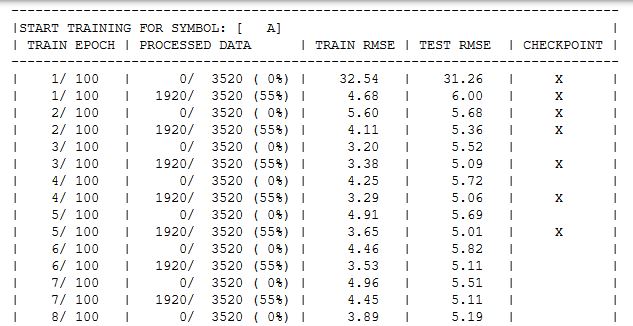 -----------------------------------------------------------------------------
|START TRAINING FOR SYMBOL: [   A]                                          |
| TRAIN EPOCH | PROCESSED DATA      | TRAIN RMSE | TEST RMSE  | CHECKPOINT |
-----------------------------------------------------------------------------
|    1/ 100   |      0/  3520 ( 0%) |    32.54   |    31.26   |     X      |
|    1/ 100   |   1920/  3520 (55%) |     4.68   |     6.00   |     X      |
|    2/ 100   |      0/  3520 ( 0%) |     5.60   |     5.68   |     X      |
|    2/ 100   |   1920/  3520 (55%) |     4.11   |     5.36   |     X      |
|    3/ 100   |      0/  3520 ( 0%) |     3.20   |     5.52   |            |
|    3/ 100   |   1920/  3520 (55%) |     3.38   |     5.09   |     X      |
|    4/ 100   |      0/  3520 ( 0%) |     4.25   |     5.72   |            |
|    4/ 100   |   1920/  3520 (55%) |     3.29   |     5.06   |     X      |
|    5/ 100   |      0/  3520 ( 0%) |     4.91   |     5.69   |            |
|    5/ 100   |   1920/  3520 (55%) |     3.65   |     5.01   |     X      |
|    6/ 100   |      0/  3520 ( 0%) |     4.46   |     5.82   |            |
|    6/ 100   |   1920/  3520 (55%) |     3.53   |     5.11   |            |
|    7/ 100   |      0/  3520 ( 0%) |     4.96   |     5.51   |            |
|    7/ 100   |   1920/  3520 (55%) |     4.45   |     5.11   |            |
|    8/ 100   |      0/  3520 ( 0%) |     3.89   |     5.19   |            |